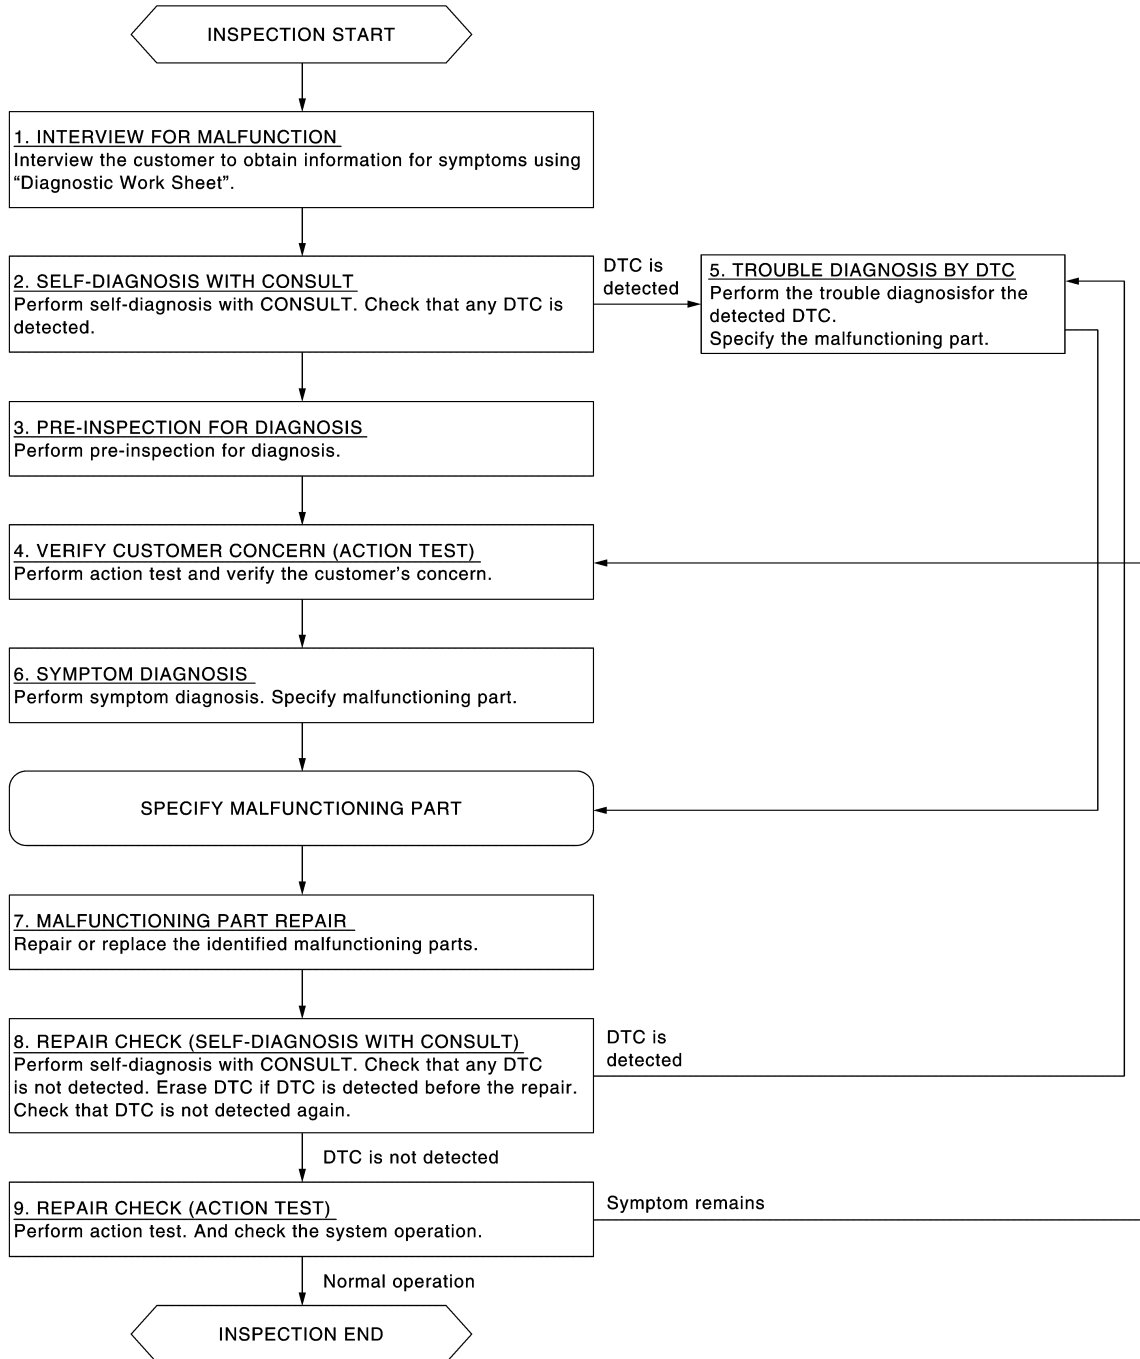 INSPECTION START
1. INTERVIEW FOR MALFUNCTION
Interview the customer to obtain information for symptoms using
“Diagnostic Work Sheet”.
2. SELF-DIAGNOSIS WITH CONSULT
Perform self-diagnosis with CONSULT. Check that any DTC is
detected.
DTC is
detected
5. TROUBLE DIAGNOSIS BY DTC
Perform the trouble diagnosisfor the
detected DTC.
Specify the malfunctioning part.
3. PRE-INSPECTION FOR DIAGNOSIS
Perform pre-inspection for diagnosis.
4. VERIFY CUSTOMER CONCERN (ACTION TEST)
Perform action test and verify the customer’s concern.
6. SYMPTOM DIAGNOSIS
Perform symptom diagnosis. Specify malfunctioning part.
SPECIFY MALFUNCTIONING PART
7. MALFUNCTIONING PART REPAIR
Repair or replace the identified malfunctioning parts.
8. REPAIR CHECK (SELF-DIAGNOSIS WITH CONSULT)
Perform self-diagnosis with CONSULT. Check that any DTC
is not detected. Erase DTC if DTC is detected before the repair.
Check that DTC is not detected again.
DTC is
detected
DTC is not detected
9. REPAIR CHECK (ACTION TEST)
Perform action test. And check the system operation.
Symptom remains
Normal operation
INSPECTION END